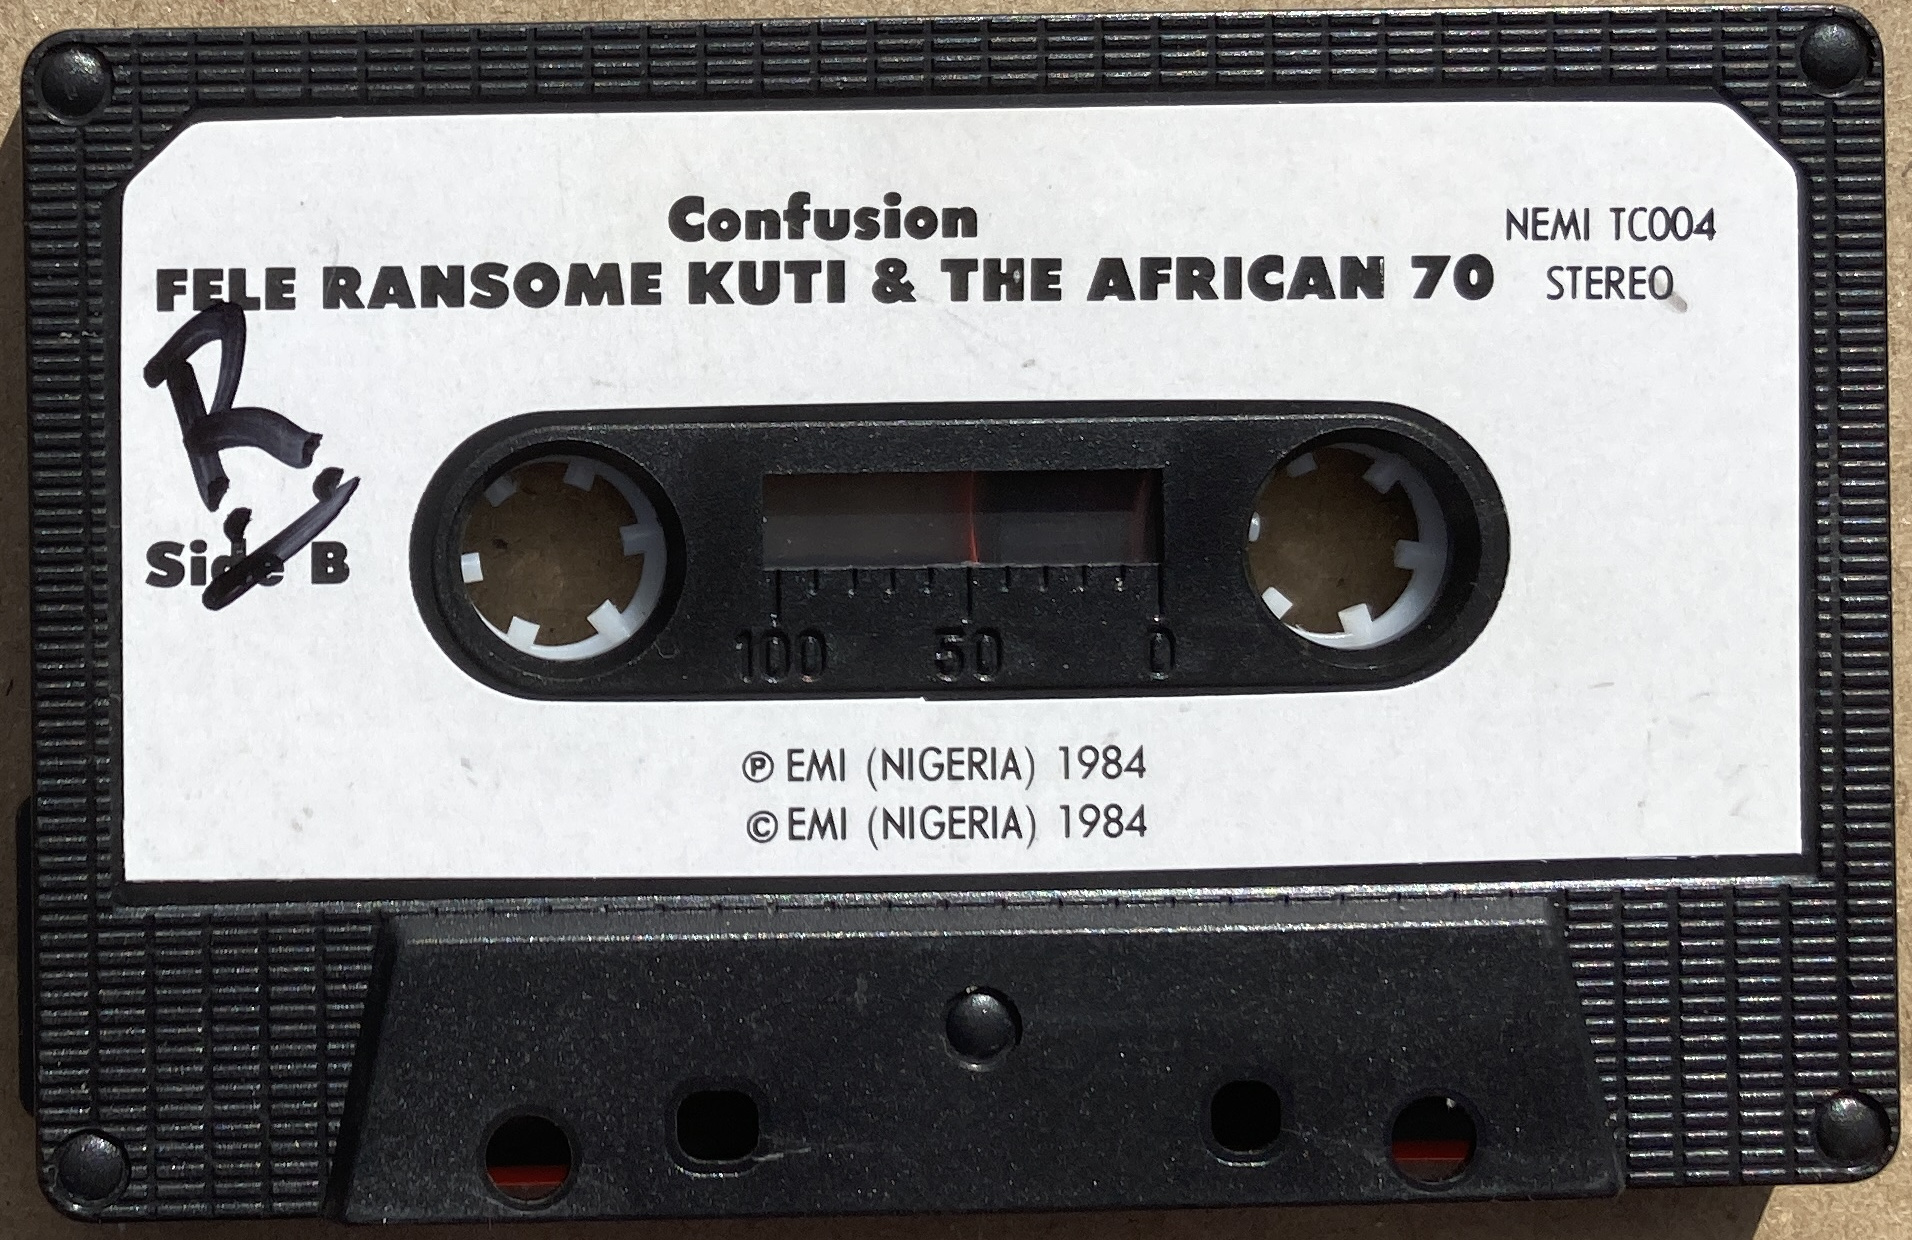 Confusion
FELE RANSOME KUTI & THE AFRICAN 70
NEMI TC004
STEREO
R
Side B
100 50 0
Ⓟ EMI (NIGERIA) 1984
© EMI (NIGERIA) 1984